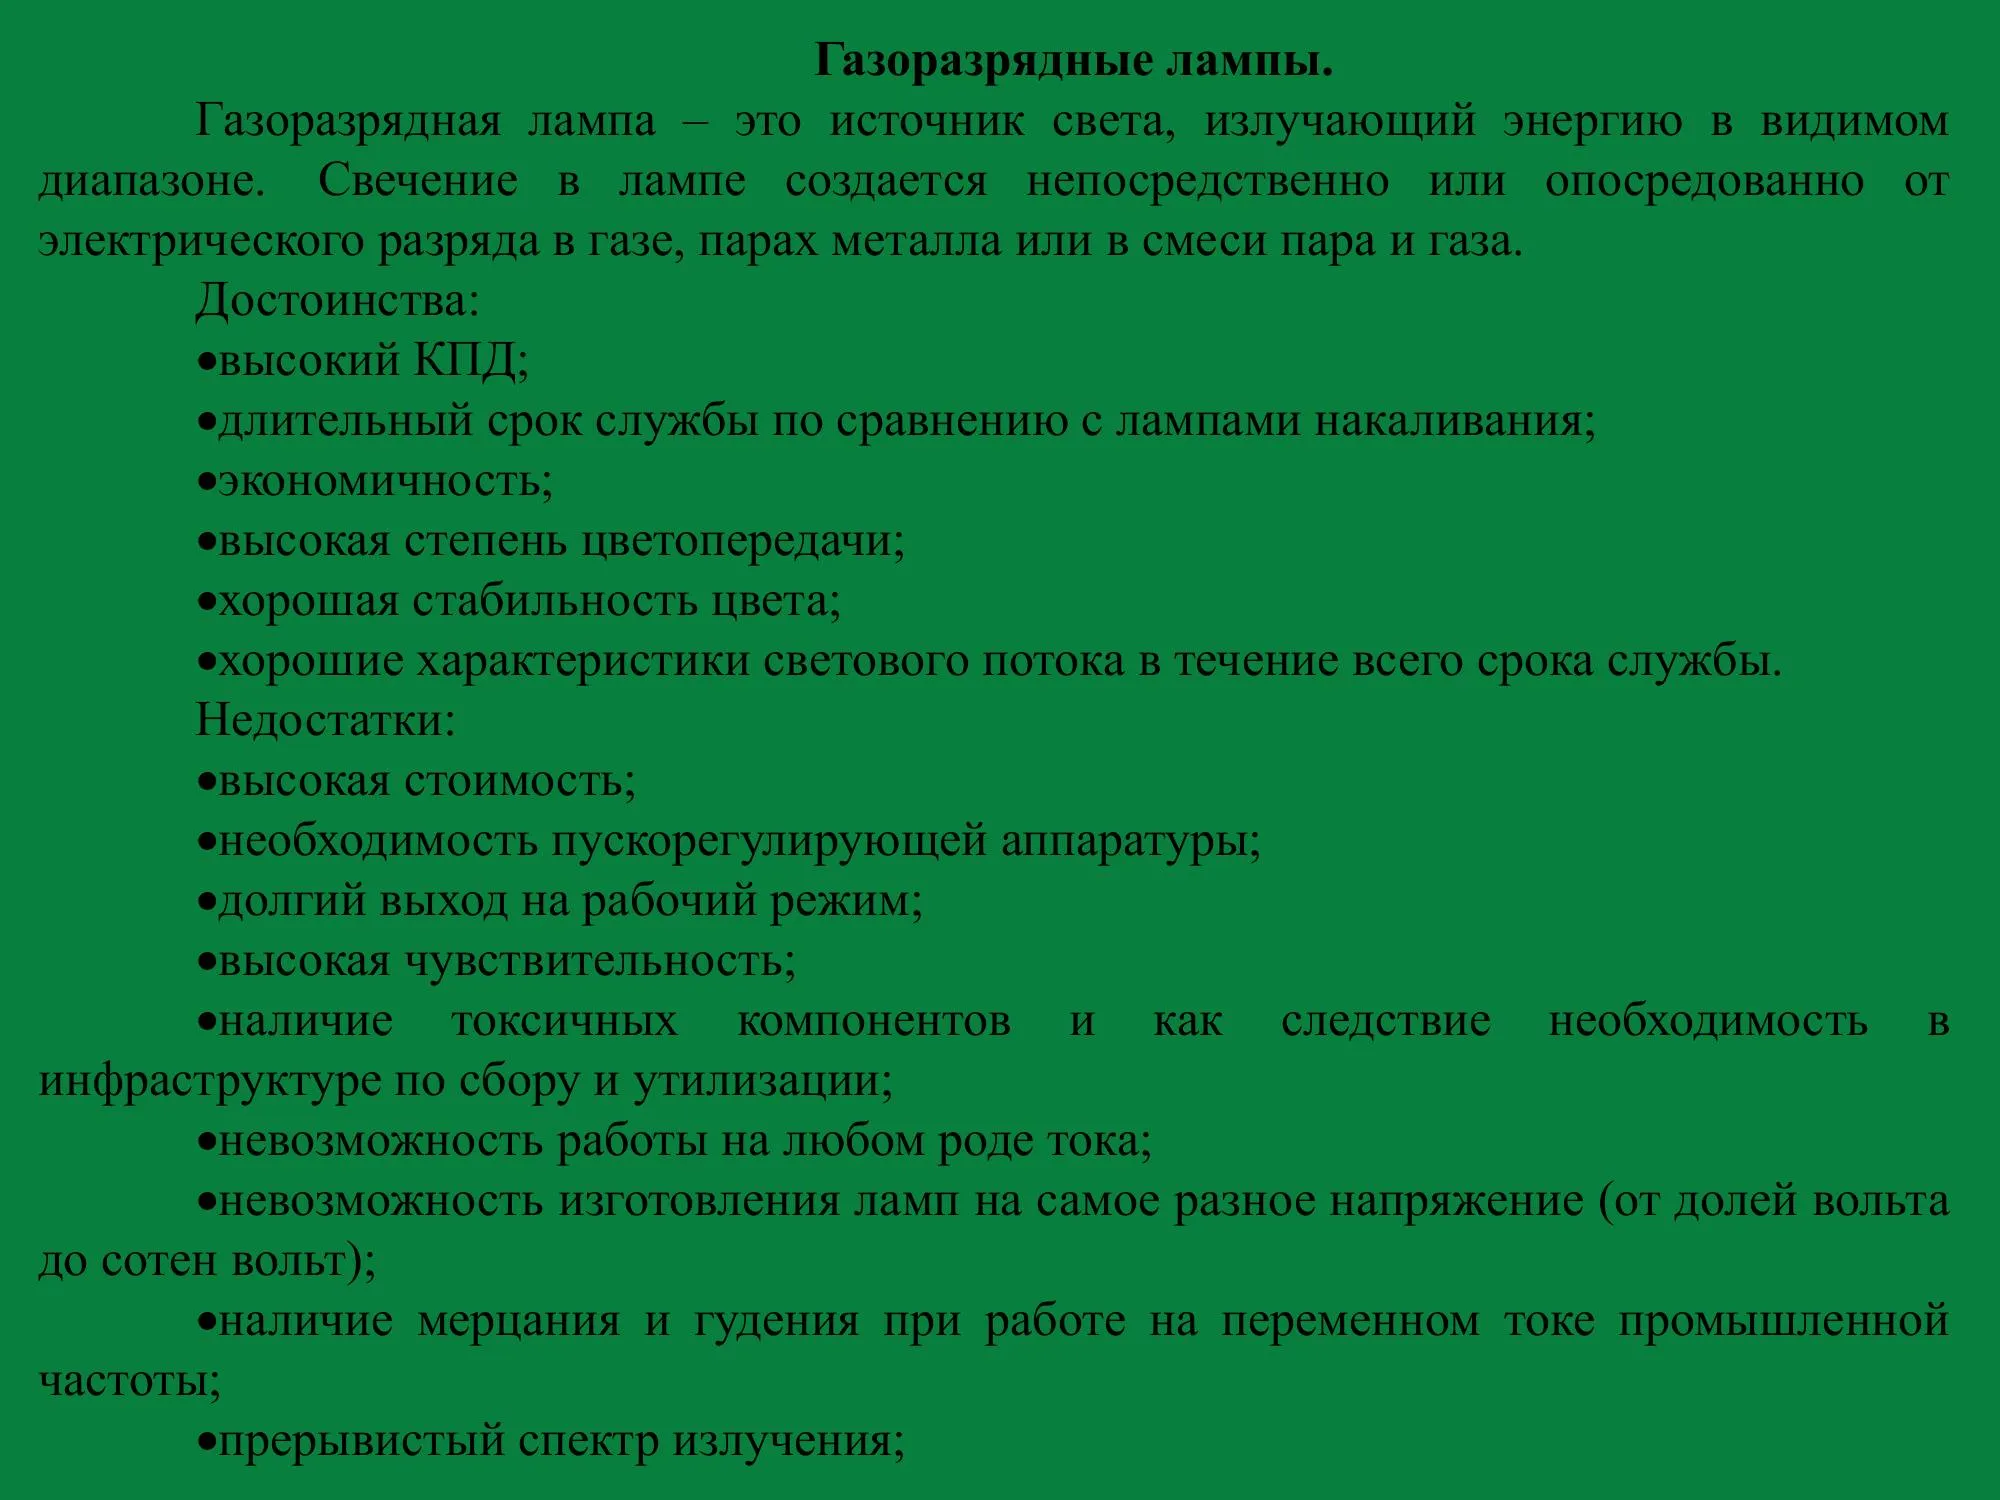 Газоразрядные лампы.
Газоразрядная лампа – это источник света, излучающий энергию в видимом
диапазоне. Свечение в лампе создается непосредственно или опосредованно от
электрического разряда в газе, парах металла или в смеси пара и газа.
Достоинства:
•высокий КПД;
•длительный срок службы по сравнению с лампами накаливания;
•экономичность;
•высокая степень цветопередачи;
•хорошая стабильность цвета;
•хорошие характеристики светового потока в течение всего срока службы.
Недостатки:
•высокая стоимость;
•необходимость пускорегулирующей аппаратуры;
•долгий выход на рабочий режим;
•высокая чувствительность;
•наличие токсичных компонентов и как следствие необходимость в
инфраструктуре по сбору и утилизации;
•невозможность работы на любом роде тока;
•невозможность изготовления ламп на самое разное напряжение (от долей вольта
до сотен вольт);
•наличие мерцания и гудения при работе на переменном токе промышленной
частоты;
•прерывистый спектр излучения;